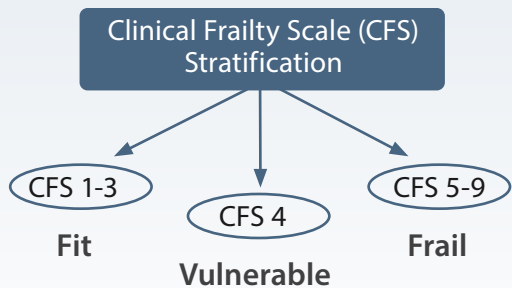 Clinical Frailty Scale (CFS)
Stratification
CFS 1-3
Fit
CFS 4
Vulnerable
CFS 5-9
Frail